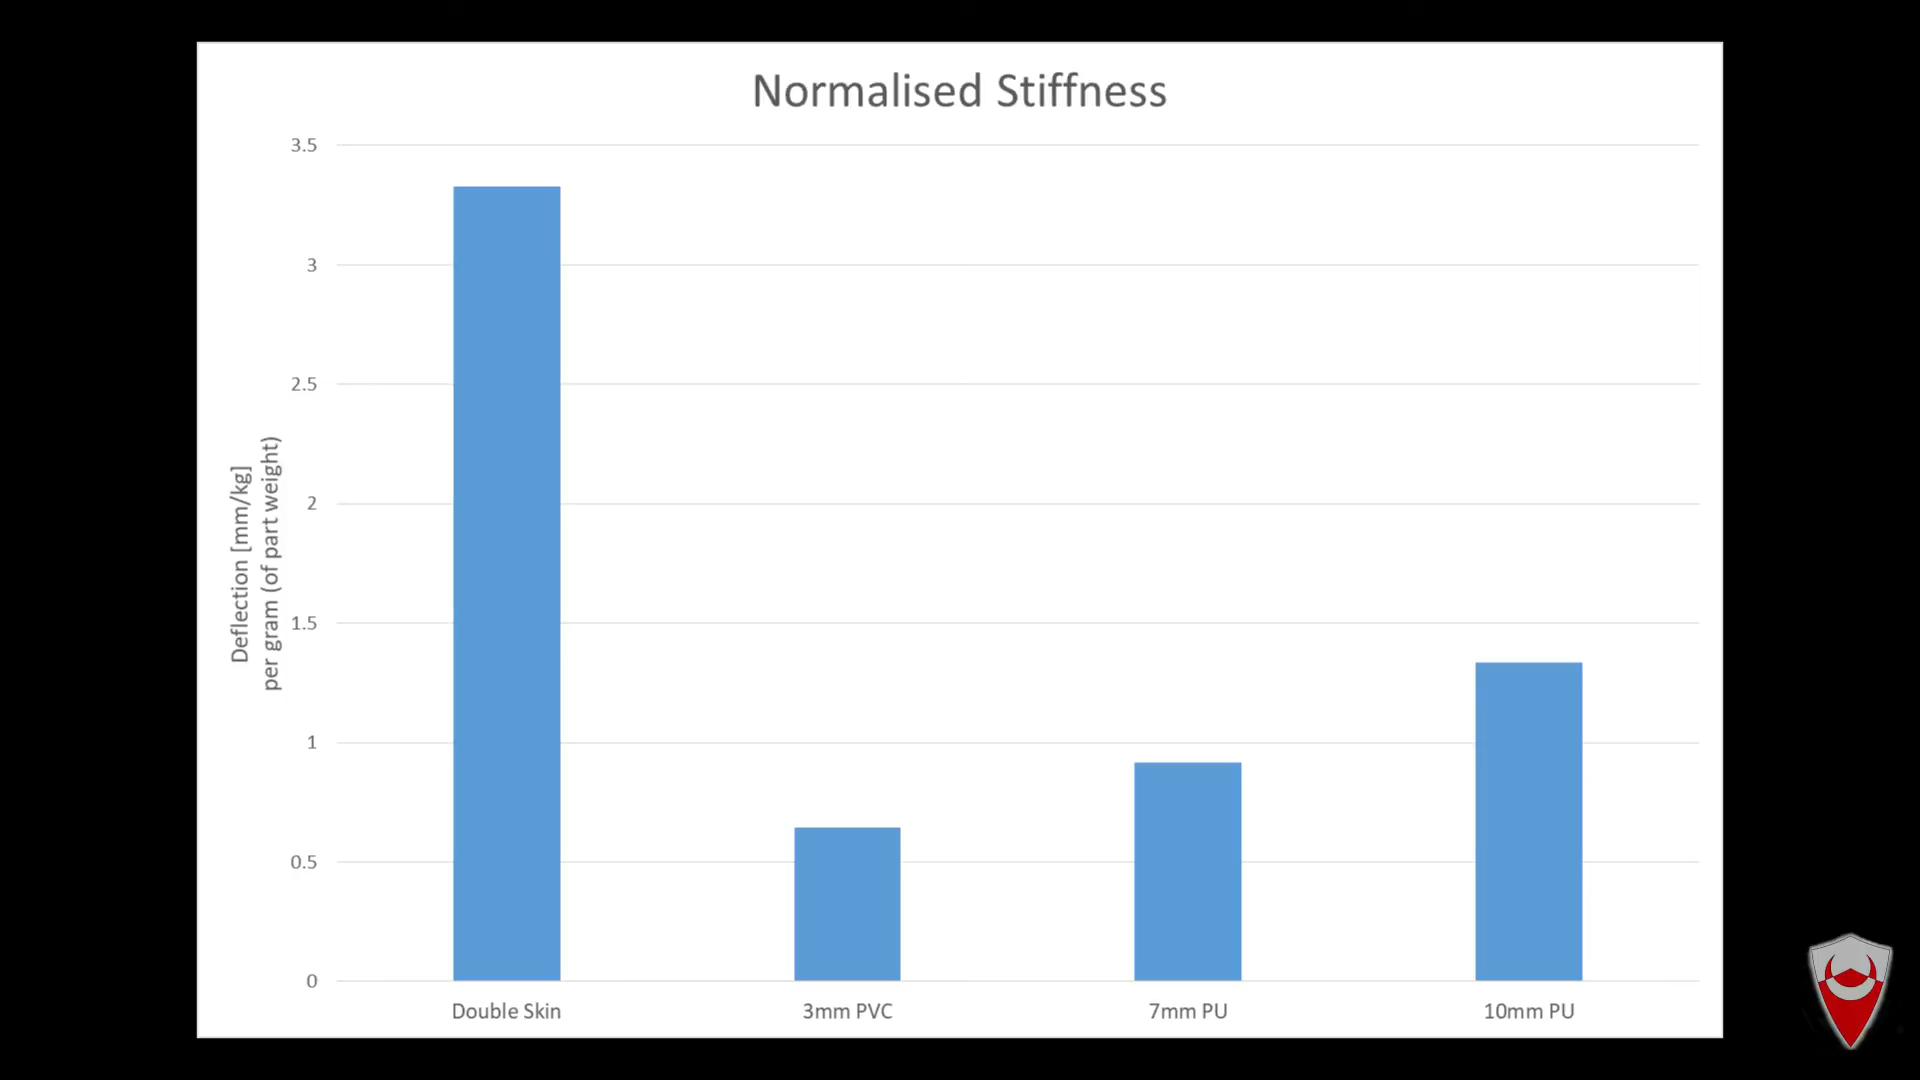 Normalised Stiffness
3.5
3
2.5
2
1.5
1
0.5
0
Deflection [mm/kg]
per gram (of part weight)
Double Skin
3mm PVC
7mm PU
10mm PU